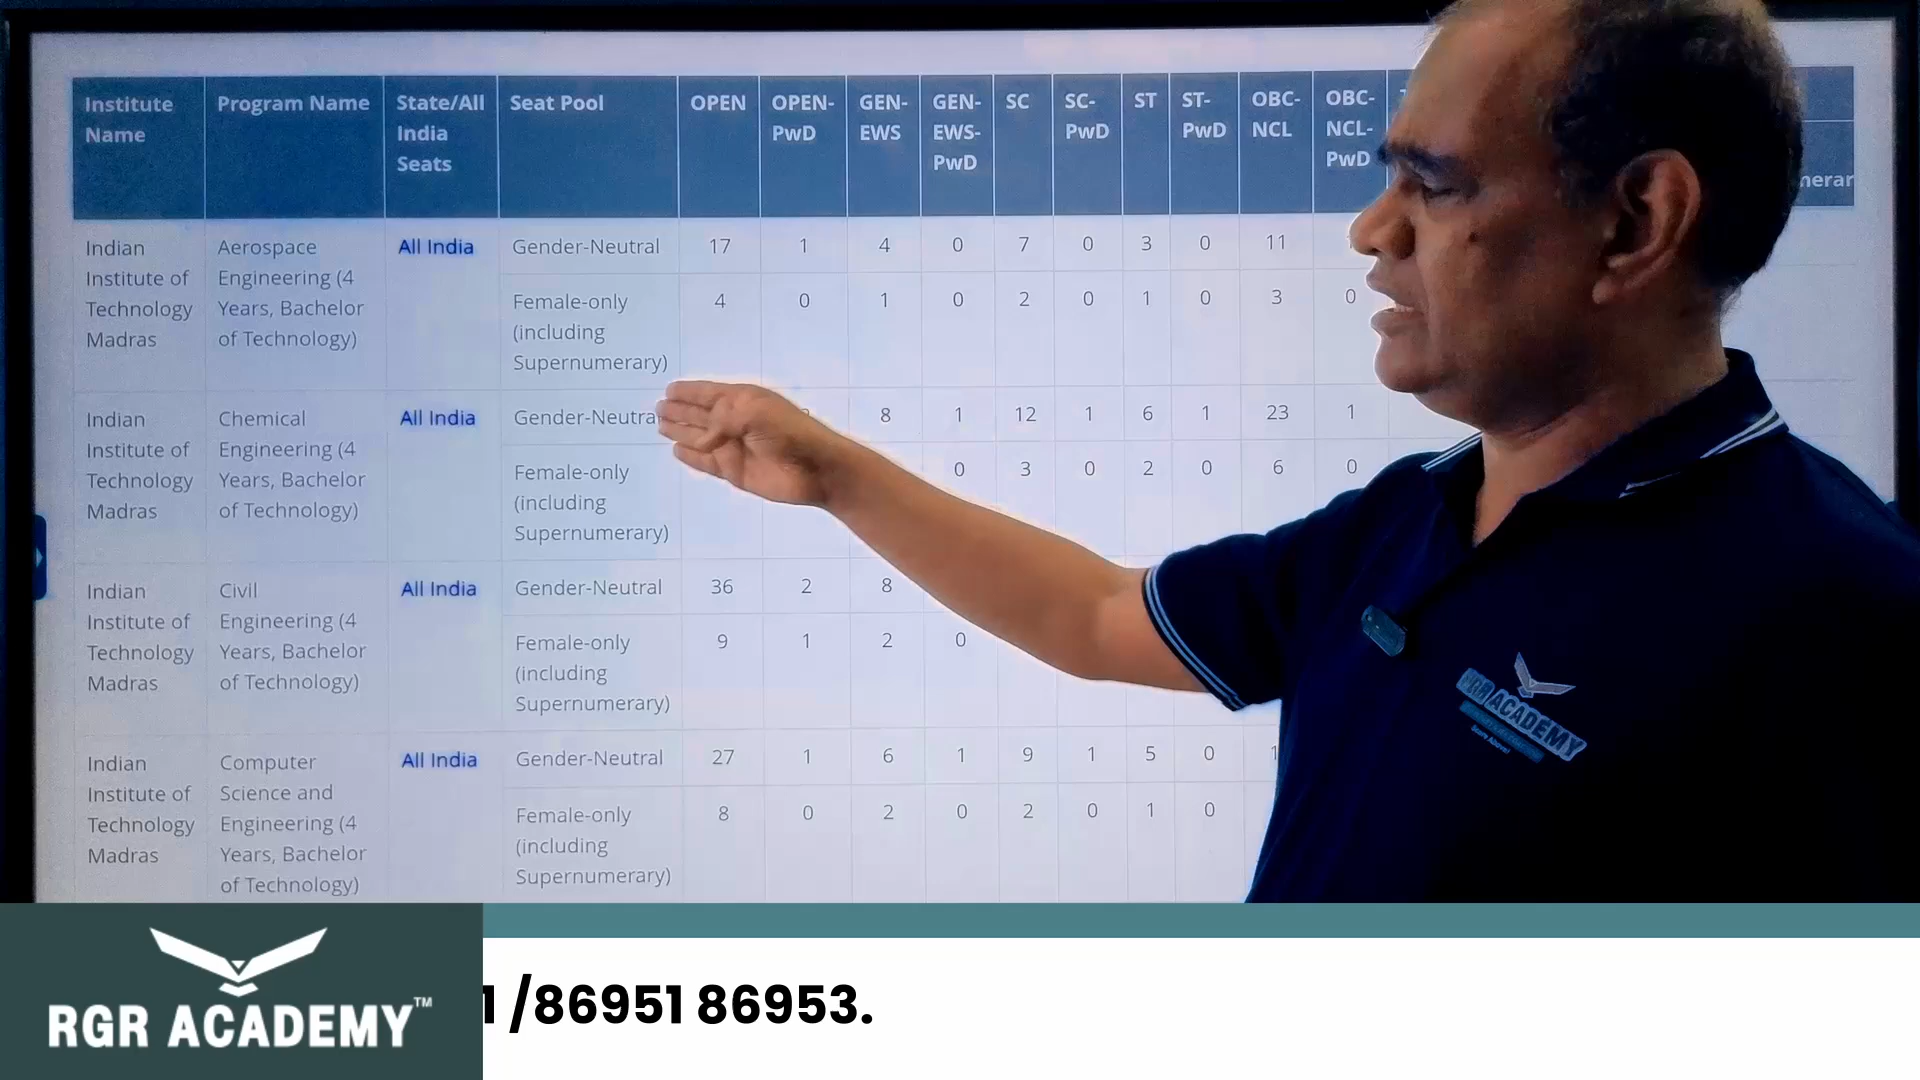 Institute Name
Program Name
State/All India Seats
Seat Pool
OPEN
OPEN-PwD
GEN-EWS
GEN-EWS-PwD
SC
SC-PwD
ST
ST-PwD
OBC-NCL
OBC-NCL-PwD
Indian Institute of Technology Madras
Aerospace Engineering (4 Years, Bachelor of Technology)
All India
Gender-Neutral 17 1 4 0 7 0 3 0 11
Female-only (including Supernumerary) 4 0 1 0 2 0 1 0 3 0
Indian Institute of Technology Madras
Chemical Engineering (4 Years, Bachelor of Technology)
All India
Gender-Neutra 8 1 12 1 6 1 23 1
Female-only (including Supernumerary) 0 3 0 2 0 6 0
Indian Institute of Technology Madras
Civil Engineering (4 Years, Bachelor of Technology)
All India
Gender-Neutral 36 2 8
Female-only (including Supernumerary) 9 1 2 0
Indian Institute of Technology Madras
Computer Science and Engineering (4 Years, Bachelor of Technology)
All India
Gender-Neutral 27 1 6 1 9 1 5 0 1
Female-only (including Supernumerary) 8 0 2 0 2 0 1 0
RGR ACADEMY
RGR ACADEMY™
1 /86951 86953.